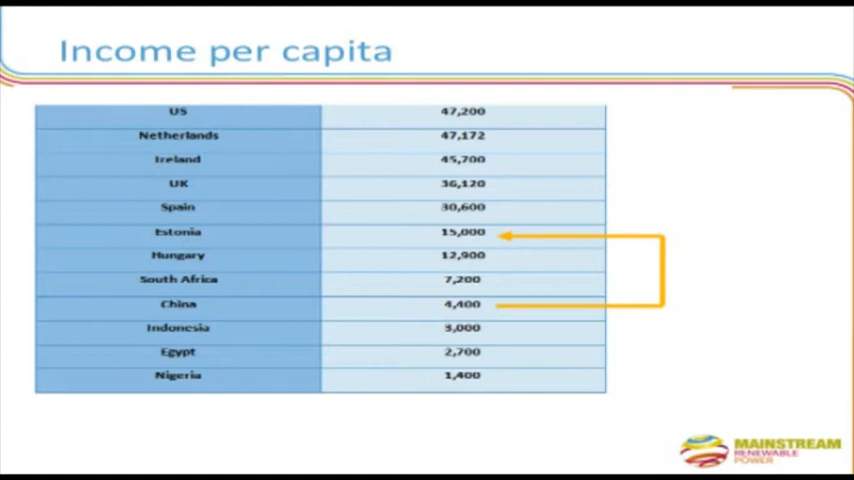 Income per capita
US 47,200
Netherlands 47,172
Ireland 45,700
UK 36,120
Spain 30,600
Estonia 15,000
Hungary 12,900
South Africa 7,200
China 4,400
Indonesia 3,000
Egypt 2,700
Nigeria 1,400
MAINSTREAM
RENEWABLE
POWER